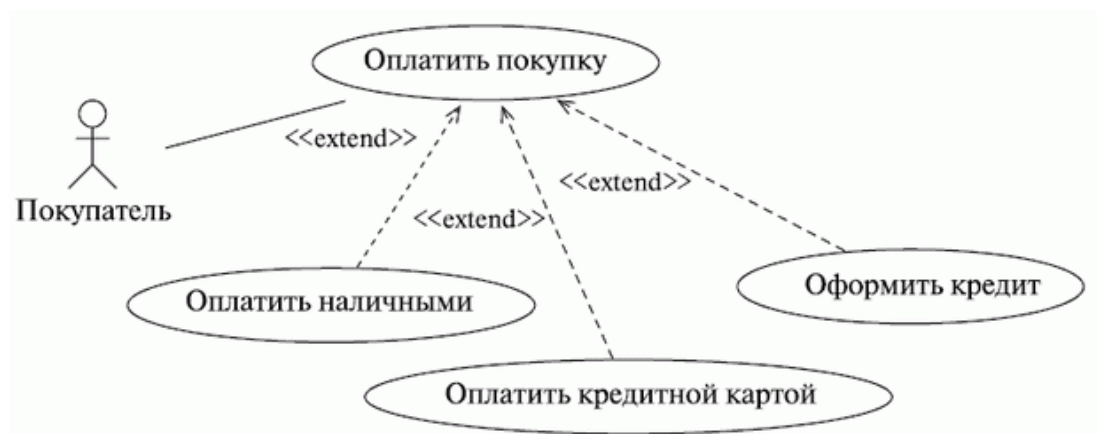 Оплатить покупку
<<extend>>
Покупатель
<<extend>>
<<extend>>
Оплатить наличными
Оформить кредит
Оплатить кредитной картой